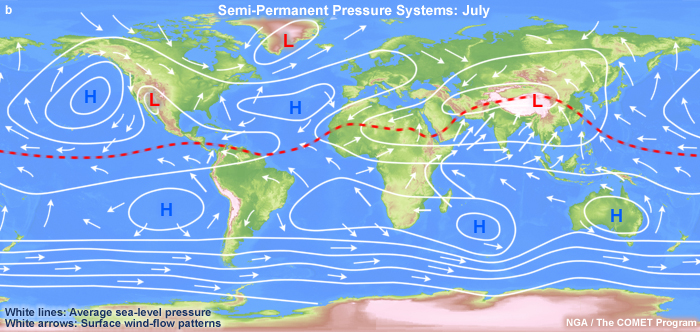 b
Semi-Permanent Pressure Systems: July
L
H
L
H
L
H
H
H
White lines: Average sea-level pressure
White arrows: Surface wind-flow patterns
NGA / The COMET Program